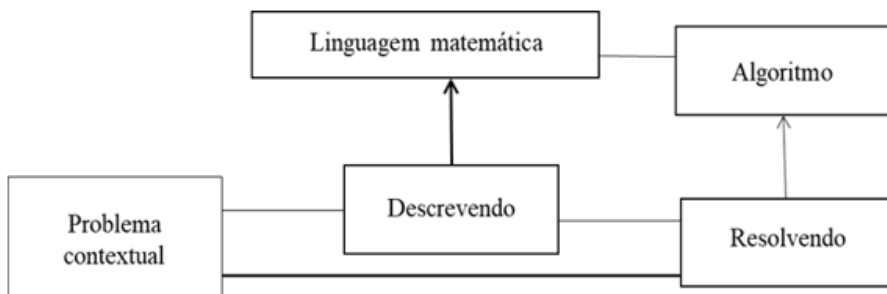 Linguagem matemática
Algoritmo
Descrevendo
Problema
contextual
Resolvendo